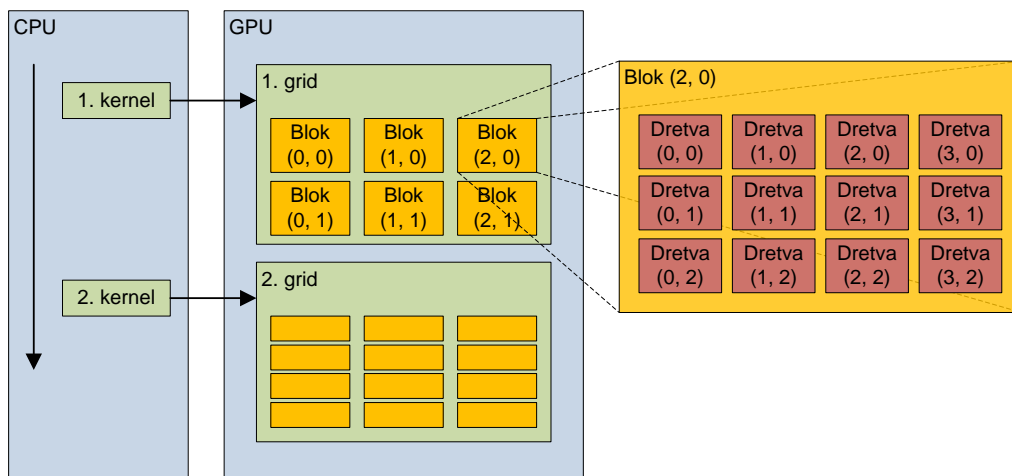 CPU
1. kernel
2. kernel
GPU
1. grid
Blok
(0, 0)
Blok
(1, 0)
Blok
(2, 0)
Blok
(0, 1)
Blok
(1, 1)
Blok
(2, 1)
2. grid
Blok (2, 0)
Dretva
(0, 0)
Dretva
(1, 0)
Dretva
(2, 0)
Dretva
(3, 0)
Dretva
(0, 1)
Dretva
(1, 1)
Dretva
(2, 1)
Dretva
(3, 1)
Dretva
(0, 2)
Dretva
(1, 2)
Dretva
(2, 2)
Dretva
(3, 2)